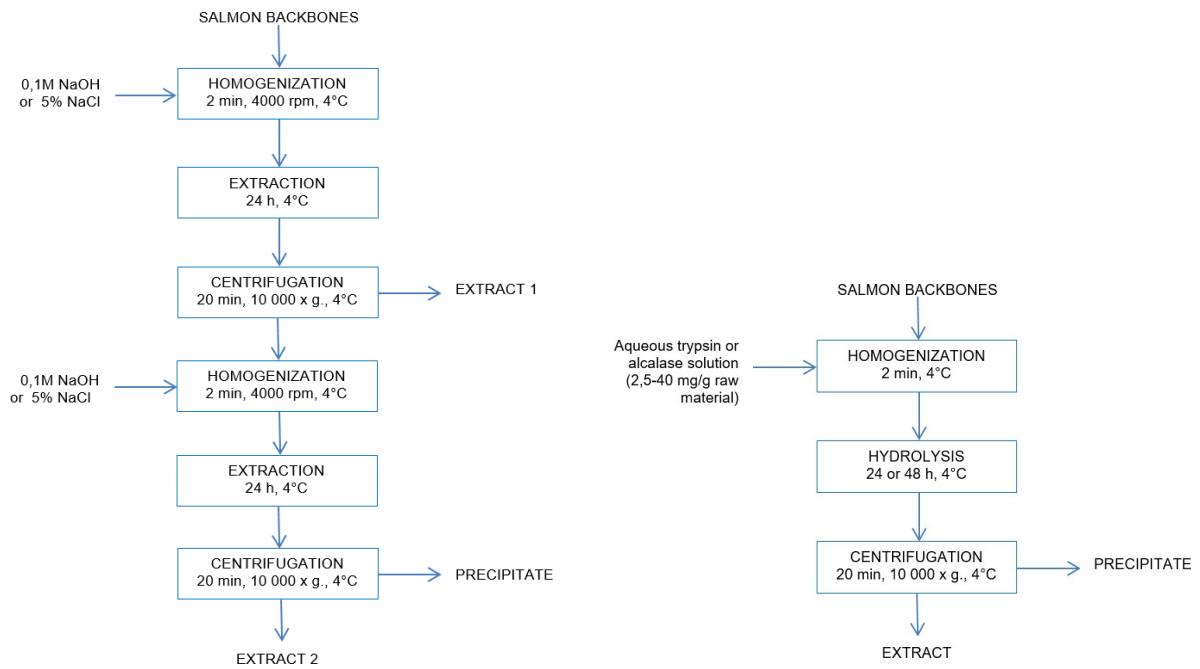 SALMON BACKBONES
0,1M NaOH
or 5% NaCl
HOMOGENIZATION
2 min, 4000 rpm, 4°C
EXTRACTION
24 h, 4°C
CENTRIFUGATION
20 min, 10 000 x g., 4°C
EXTRACT 1
0,1M NaOH
or 5% NaCl
HOMOGENIZATION
2 min, 4000 rpm, 4°C
EXTRACTION
24 h, 4°C
CENTRIFUGATION
20 min, 10 000 x g., 4°C
PRECIPITATE
EXTRACT 2
SALMON BACKBONES
Aqueous trypsin or
alcalase solution
(2,5-40 mg/g raw
material)
HOMOGENIZATION
2 min, 4°C
HYDROLYSIS
24 or 48 h, 4°C
CENTRIFUGATION
20 min, 10 000 x g., 4°C
PRECIPITATE
EXTRACT